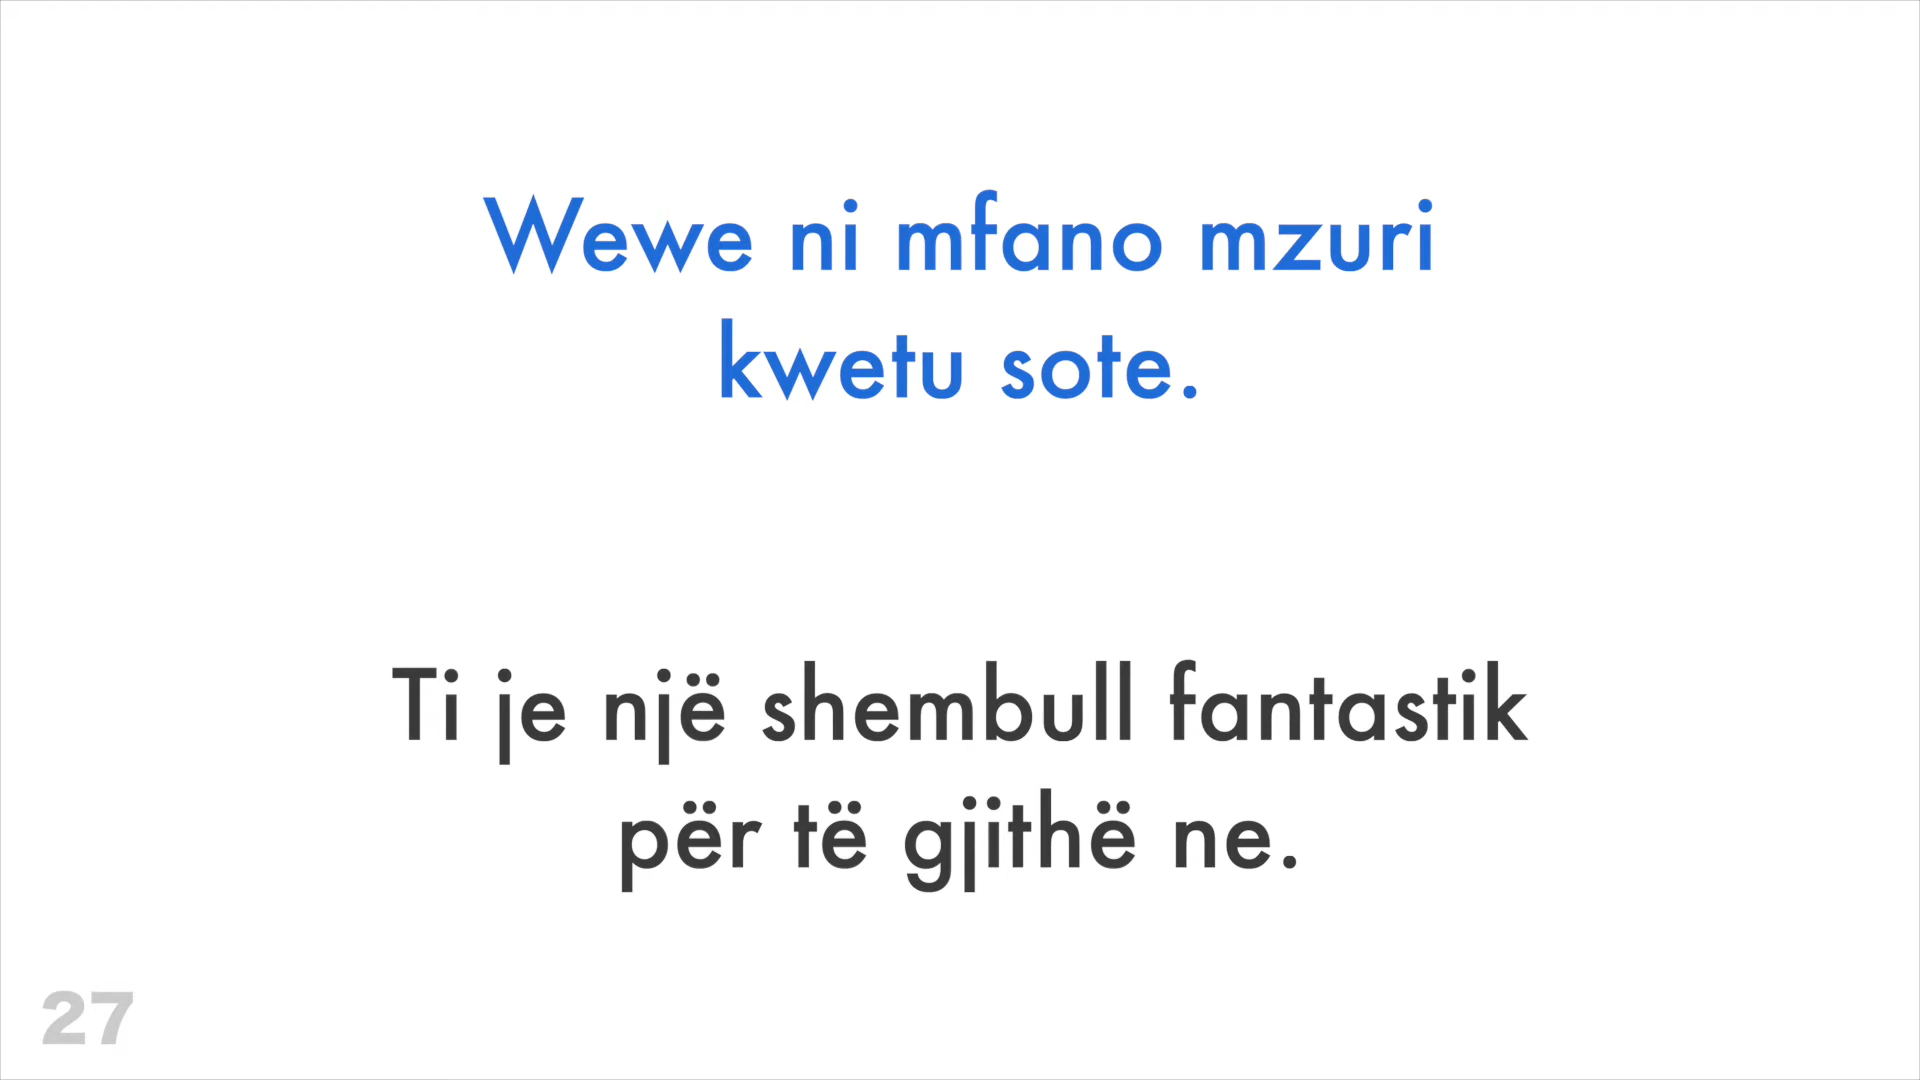 Wewe ni mfano mzuri
kwetu sote.
Ti je një shembull fantastik
për të gjithë ne.
27